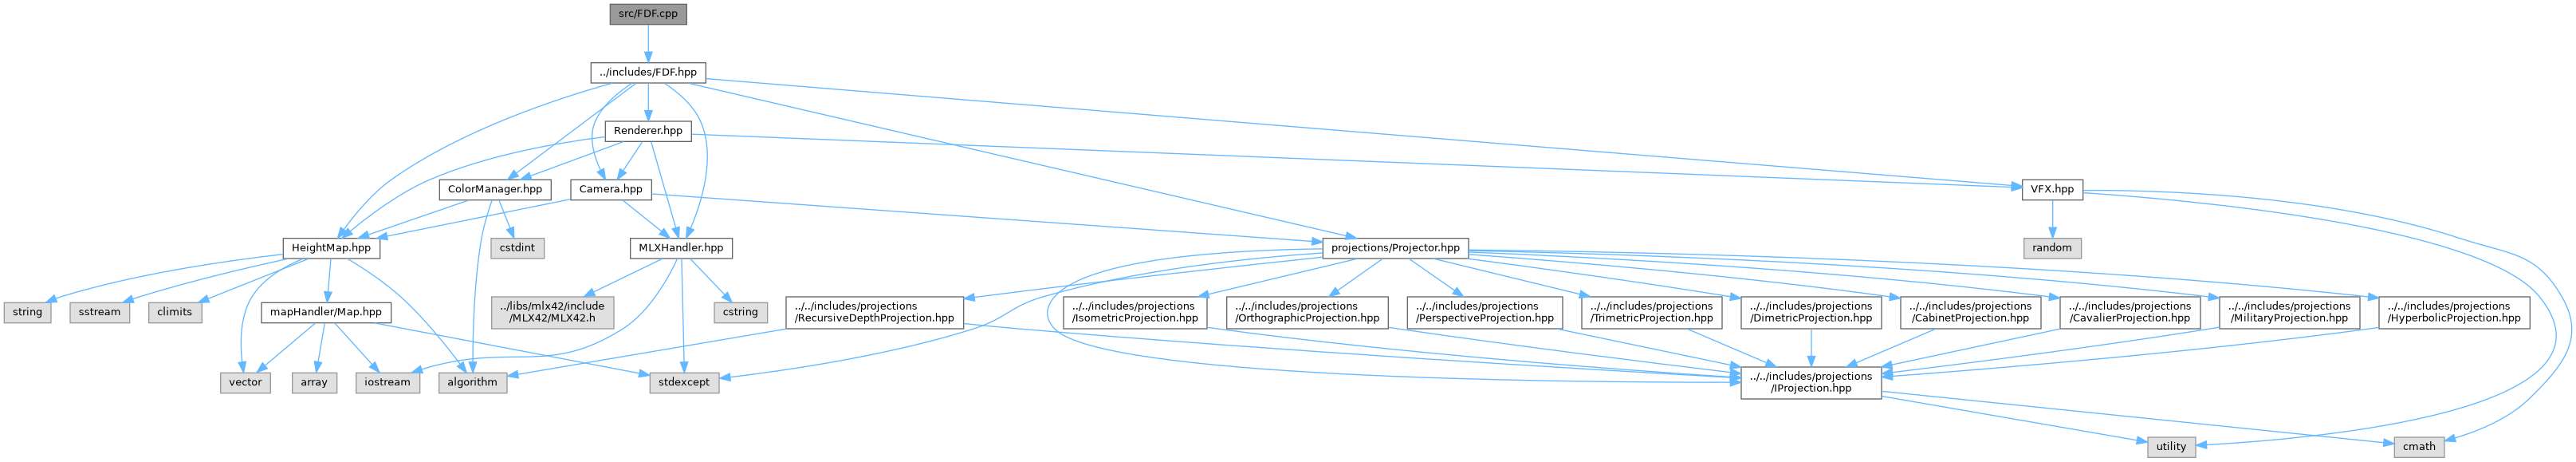 src/FDF.cpp
../includes/FDF.hpp
Renderer.hpp
ColorManager.hpp
Camera.hpp
VFX.hpp
HeightMap.hpp
cstdint
MLXHandler.hpp
projections/Projector.hpp
random
string
sstream
climits
mapHandler/Map.hpp
../libs/mlx42/include
/MLX42/MLX42.h
cstring
../../includes/projections
/RecursiveDepthProjection.hpp
../../includes/projections
/IsometricProjection.hpp
../../includes/projections
/OrthographicProjection.hpp
../../includes/projections
/PerspectiveProjection.hpp
../../includes/projections
/TrimetricProjection.hpp
../../includes/projections
/DimetricProjection.hpp
../../includes/projections
/CabinetProjection.hpp
../../includes/projections
/CavalierProjection.hpp
../../includes/projections
/MilitaryProjection.hpp
../../includes/projections
/HyperbolicProjection.hpp
vector
array
iostream
algorithm
stdexcept
../../includes/projections
/IProjection.hpp
utility
cmath